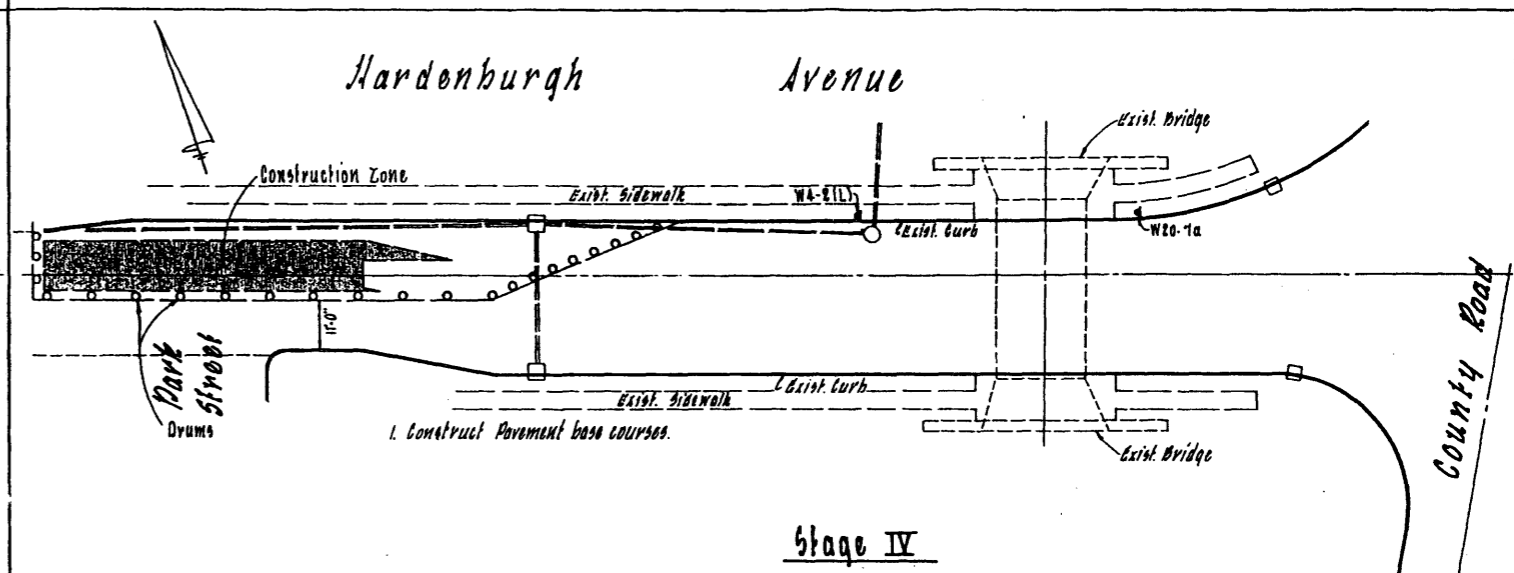 Hardenburgh Avenue
Exist. Bridge
Construction Zone
Exist. Sidewalk
W4-2(L)
Exist. Curb
W20-7a
County Road
11'-0"
Park
Street
Drums
Exist. Curb
Exist. Sidewalk
1. Construct Pavement base courses.
Exist. Bridge
Stage IV